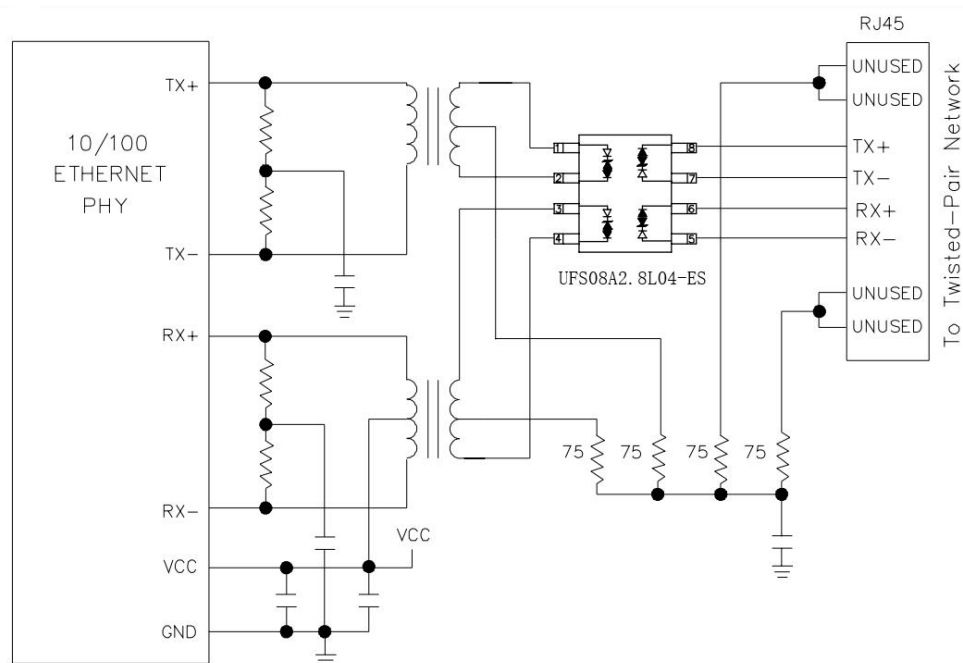 RJ45
UNUSED
UNUSED
TX+
TX-
RX+
RX-
UNUSED
UNUSED
To Twisted-Pair Network
TX+
10/100
ETHERNET
PHY
TX-
RX+
RX-
VCC
GND
VCC
1
2
3
4
8
7
6
5
UFS08A2.8L04-ES
75
75
75
75